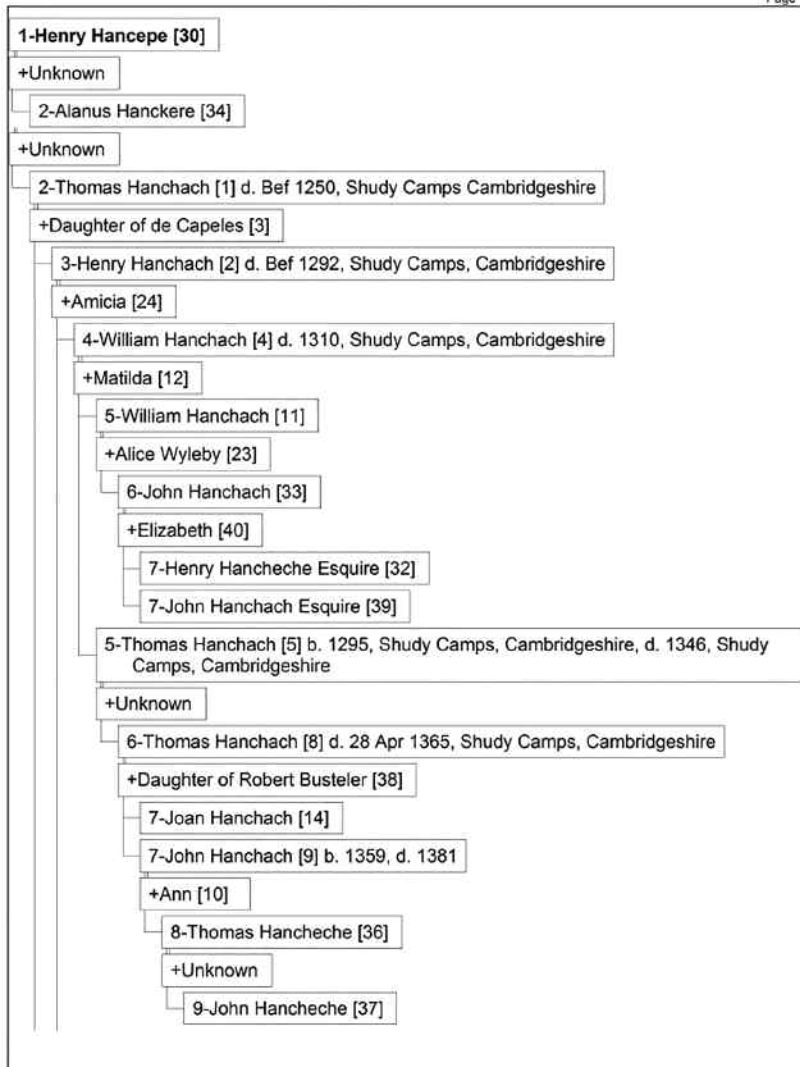 1-Henry Hancepe [30]
+Unknown
2-Alanus Hanckere [34]
+Unknown
2-Thomas Hanchach [1] d. Bef 1250, Shudy Camps Cambridgeshire
+Daughter of de Capeles [3]
3-Henry Hanchach [2] d. Bef 1292, Shudy Camps, Cambridgeshire
+Amicia [24]
4-William Hanchach [4] d. 1310, Shudy Camps, Cambridgeshire
+Matilda [12]
5-William Hanchach [11]
+Alice Wyleby [23]
6-John Hanchach [33]
+Elizabeth [40]
7-Henry Hancheche Esquire [32]
7-John Hanchach Esquire [39]
5-Thomas Hanchach [5] b. 1295, Shudy Camps, Cambridgeshire, d. 1346, Shudy
Camps, Cambridgeshire
+Unknown
6-Thomas Hanchach [8] d. 28 Apr 1365, Shudy Camps, Cambridgeshire
+Daughter of Robert Busteler [38]
7-Joan Hanchach [14]
7-John Hanchach [9] b. 1359, d. 1381
+Ann [10]
8-Thomas Hancheche [36]
+Unknown
9-John Hancheche [37]